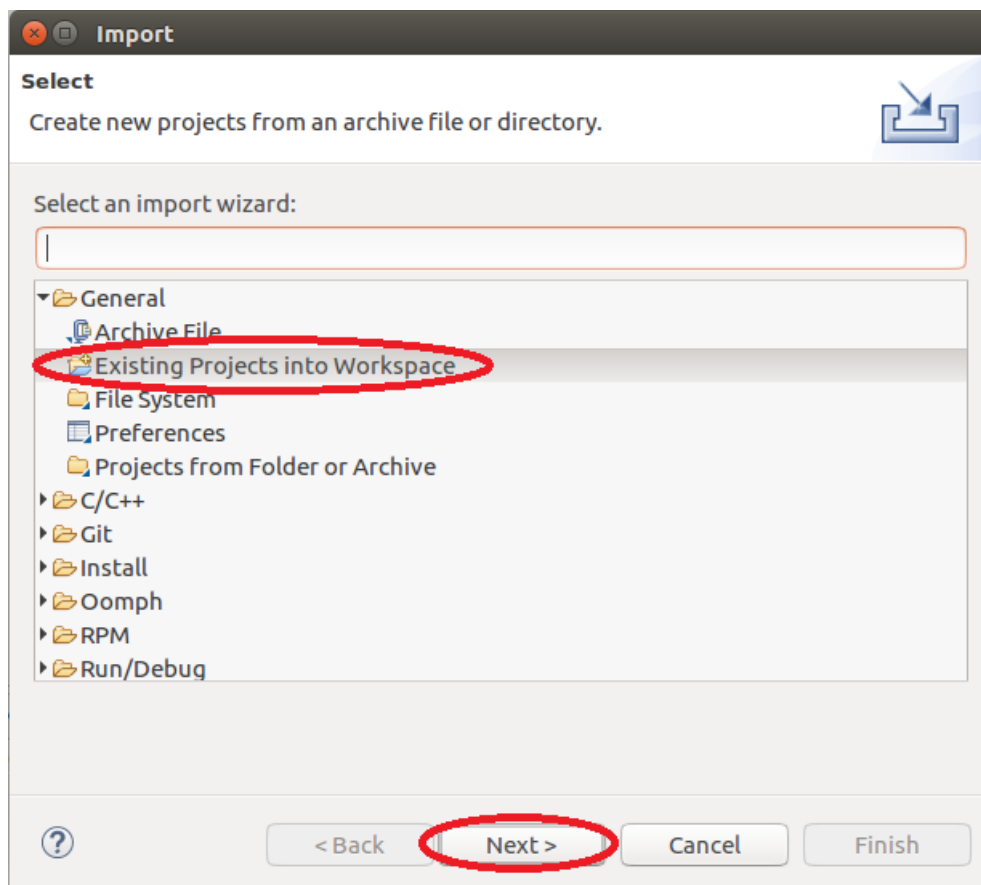 Import
Select
Create new projects from an archive file or directory.
Select an import wizard:
General
Archive File
Existing Projects into Workspace
File System
Preferences
Projects from Folder or Archive
C/C++
Git
Install
Oomph
RPM
Run/Debug
? < Back Next > Cancel Finish